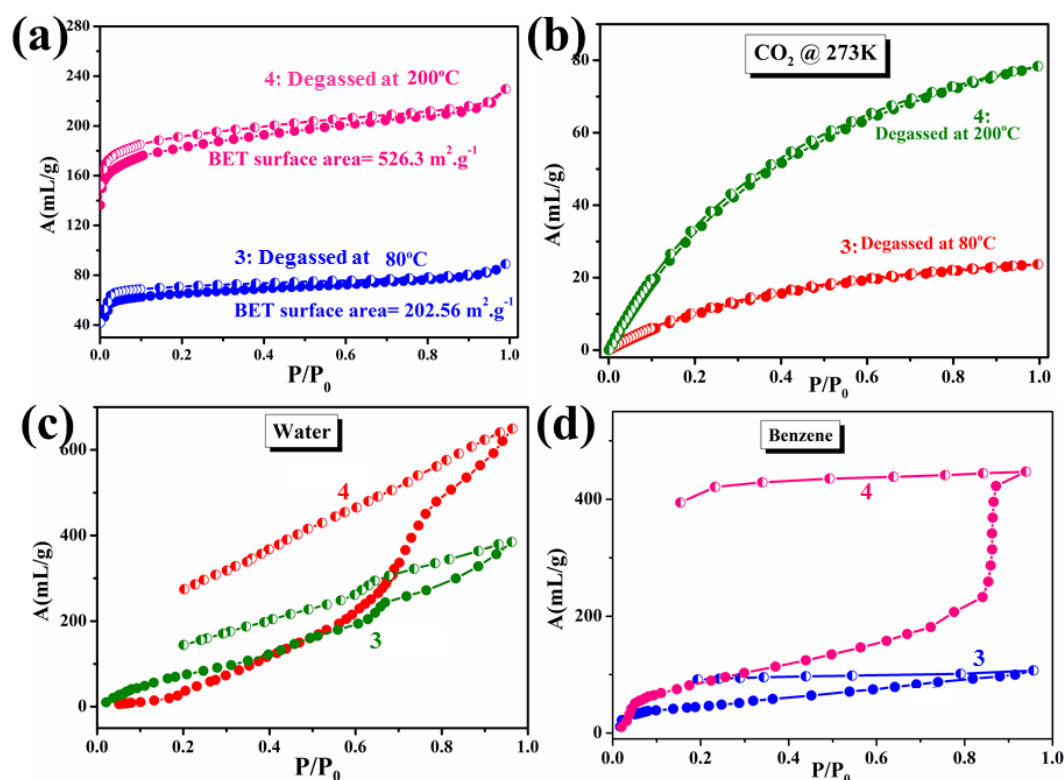 (a)
A(mL/g)
280
240
200
160
120
80
40
4: Degassed at 200°C
BET surface area= 526.3 m².g⁻¹
3: Degassed at 80°C
BET surface area= 202.56 m².g⁻¹
0.0 0.2 0.4 0.6 0.8 1.0
P/P₀
(b)
A(mL/g)
80
60
40
20
0
CO₂ @ 273K
4:
Degassed at 200°C
3: Degassed at 80°C
0.0 0.2 0.4 0.6 0.8 1.0
P/P₀
(c)
A(mL/g)
600
400
200
0
Water
4
3
0.0 0.2 0.4 0.6 0.8 1.0
P/P₀
(d)
A(mL/g)
400
200
0
Benzene
4
3
0.0 0.2 0.4 0.6 0.8 1.0
P/P₀